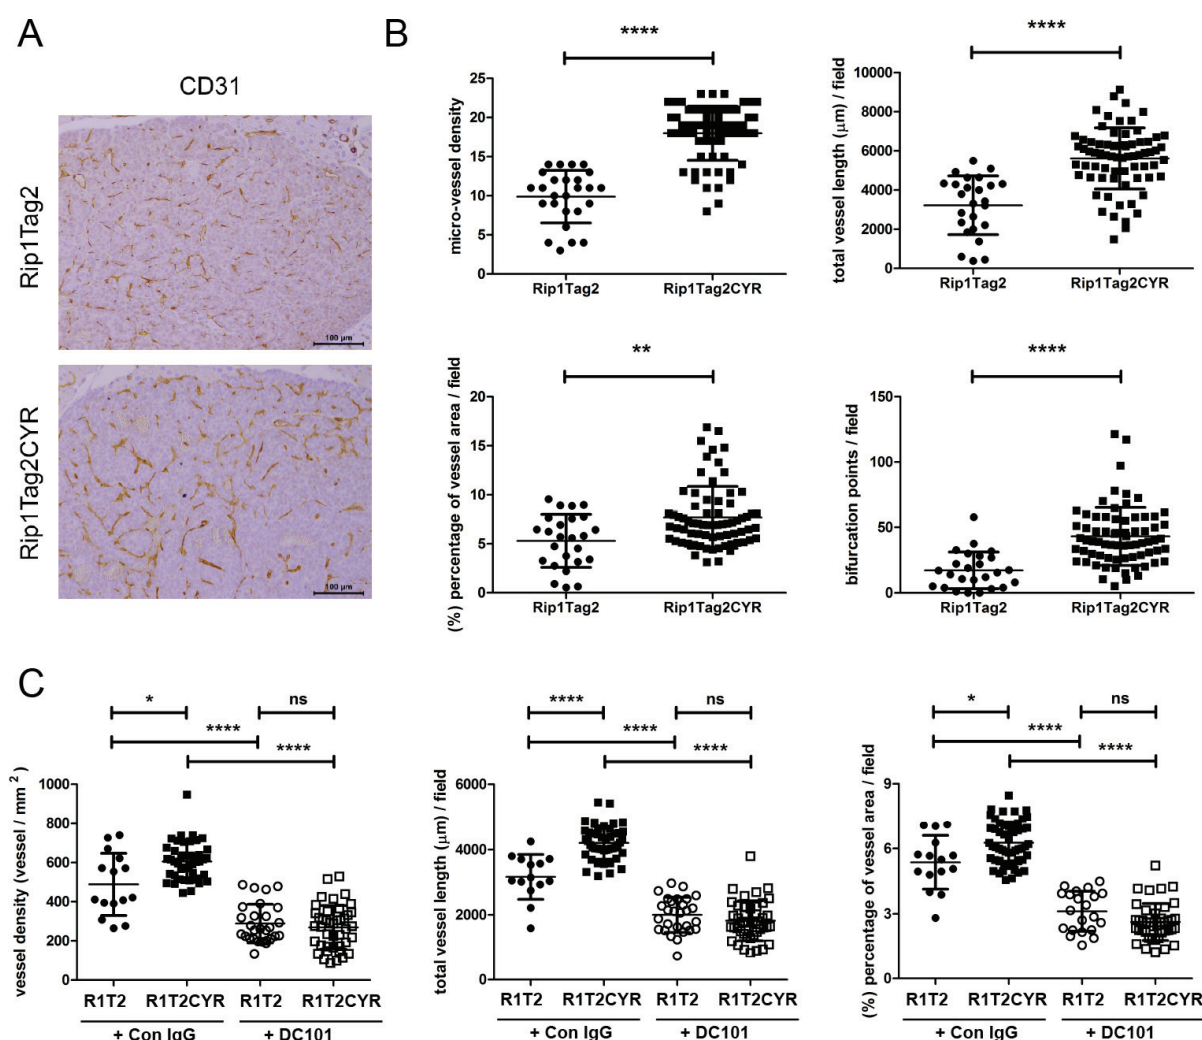 A
CD31
Rip1Tag2
100 µm
Rip1Tag2CYR
100 µm
B
****
micro-vessel density
25
20
15
10
5
0
Rip1Tag2
Rip1Tag2CYR
****
total vessel length (µm) / field
10000
8000
6000
4000
2000
0
Rip1Tag2
Rip1Tag2CYR
**
(%) percentage of vessel area / field
20
15
10
5
0
Rip1Tag2
Rip1Tag2CYR
****
bifurcation points / field
150
100
50
0
Rip1Tag2
Rip1Tag2CYR
C
*
ns
****
****
vessel density (vessel / mm²)
1000
800
600
400
200
0
R1T2 R1T2CYR R1T2 R1T2CYR
+ Con IgG + DC101
****
ns
****
****
total vessel length (µm) / field
6000
4000
2000
0
R1T2 R1T2CYR R1T2 R1T2CYR
+ Con IgG + DC101
*
ns
****
****
(%) percentage of vessel area / field
9
6
3
0
R1T2 R1T2CYR R1T2 R1T2CYR
+ Con IgG + DC101